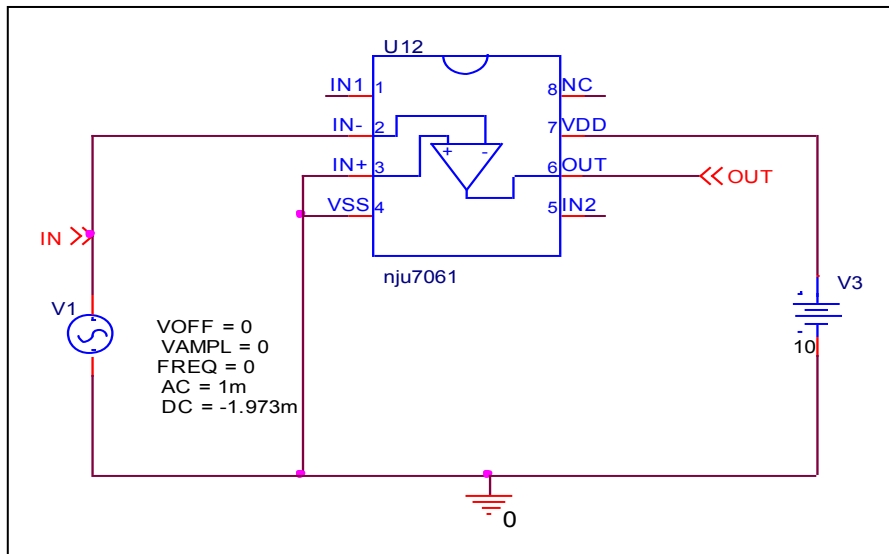 U12
IN1 1
8 NC
IN- 2
7 VDD
+ -
IN+ 3
6 OUT
OUT
VSS 4
5 IN2
IN
nju7061
V1
V3
VOFF = 0
VAMPL = 0
FREQ = 0
AC = 1m
DC = -1.973m
10
0